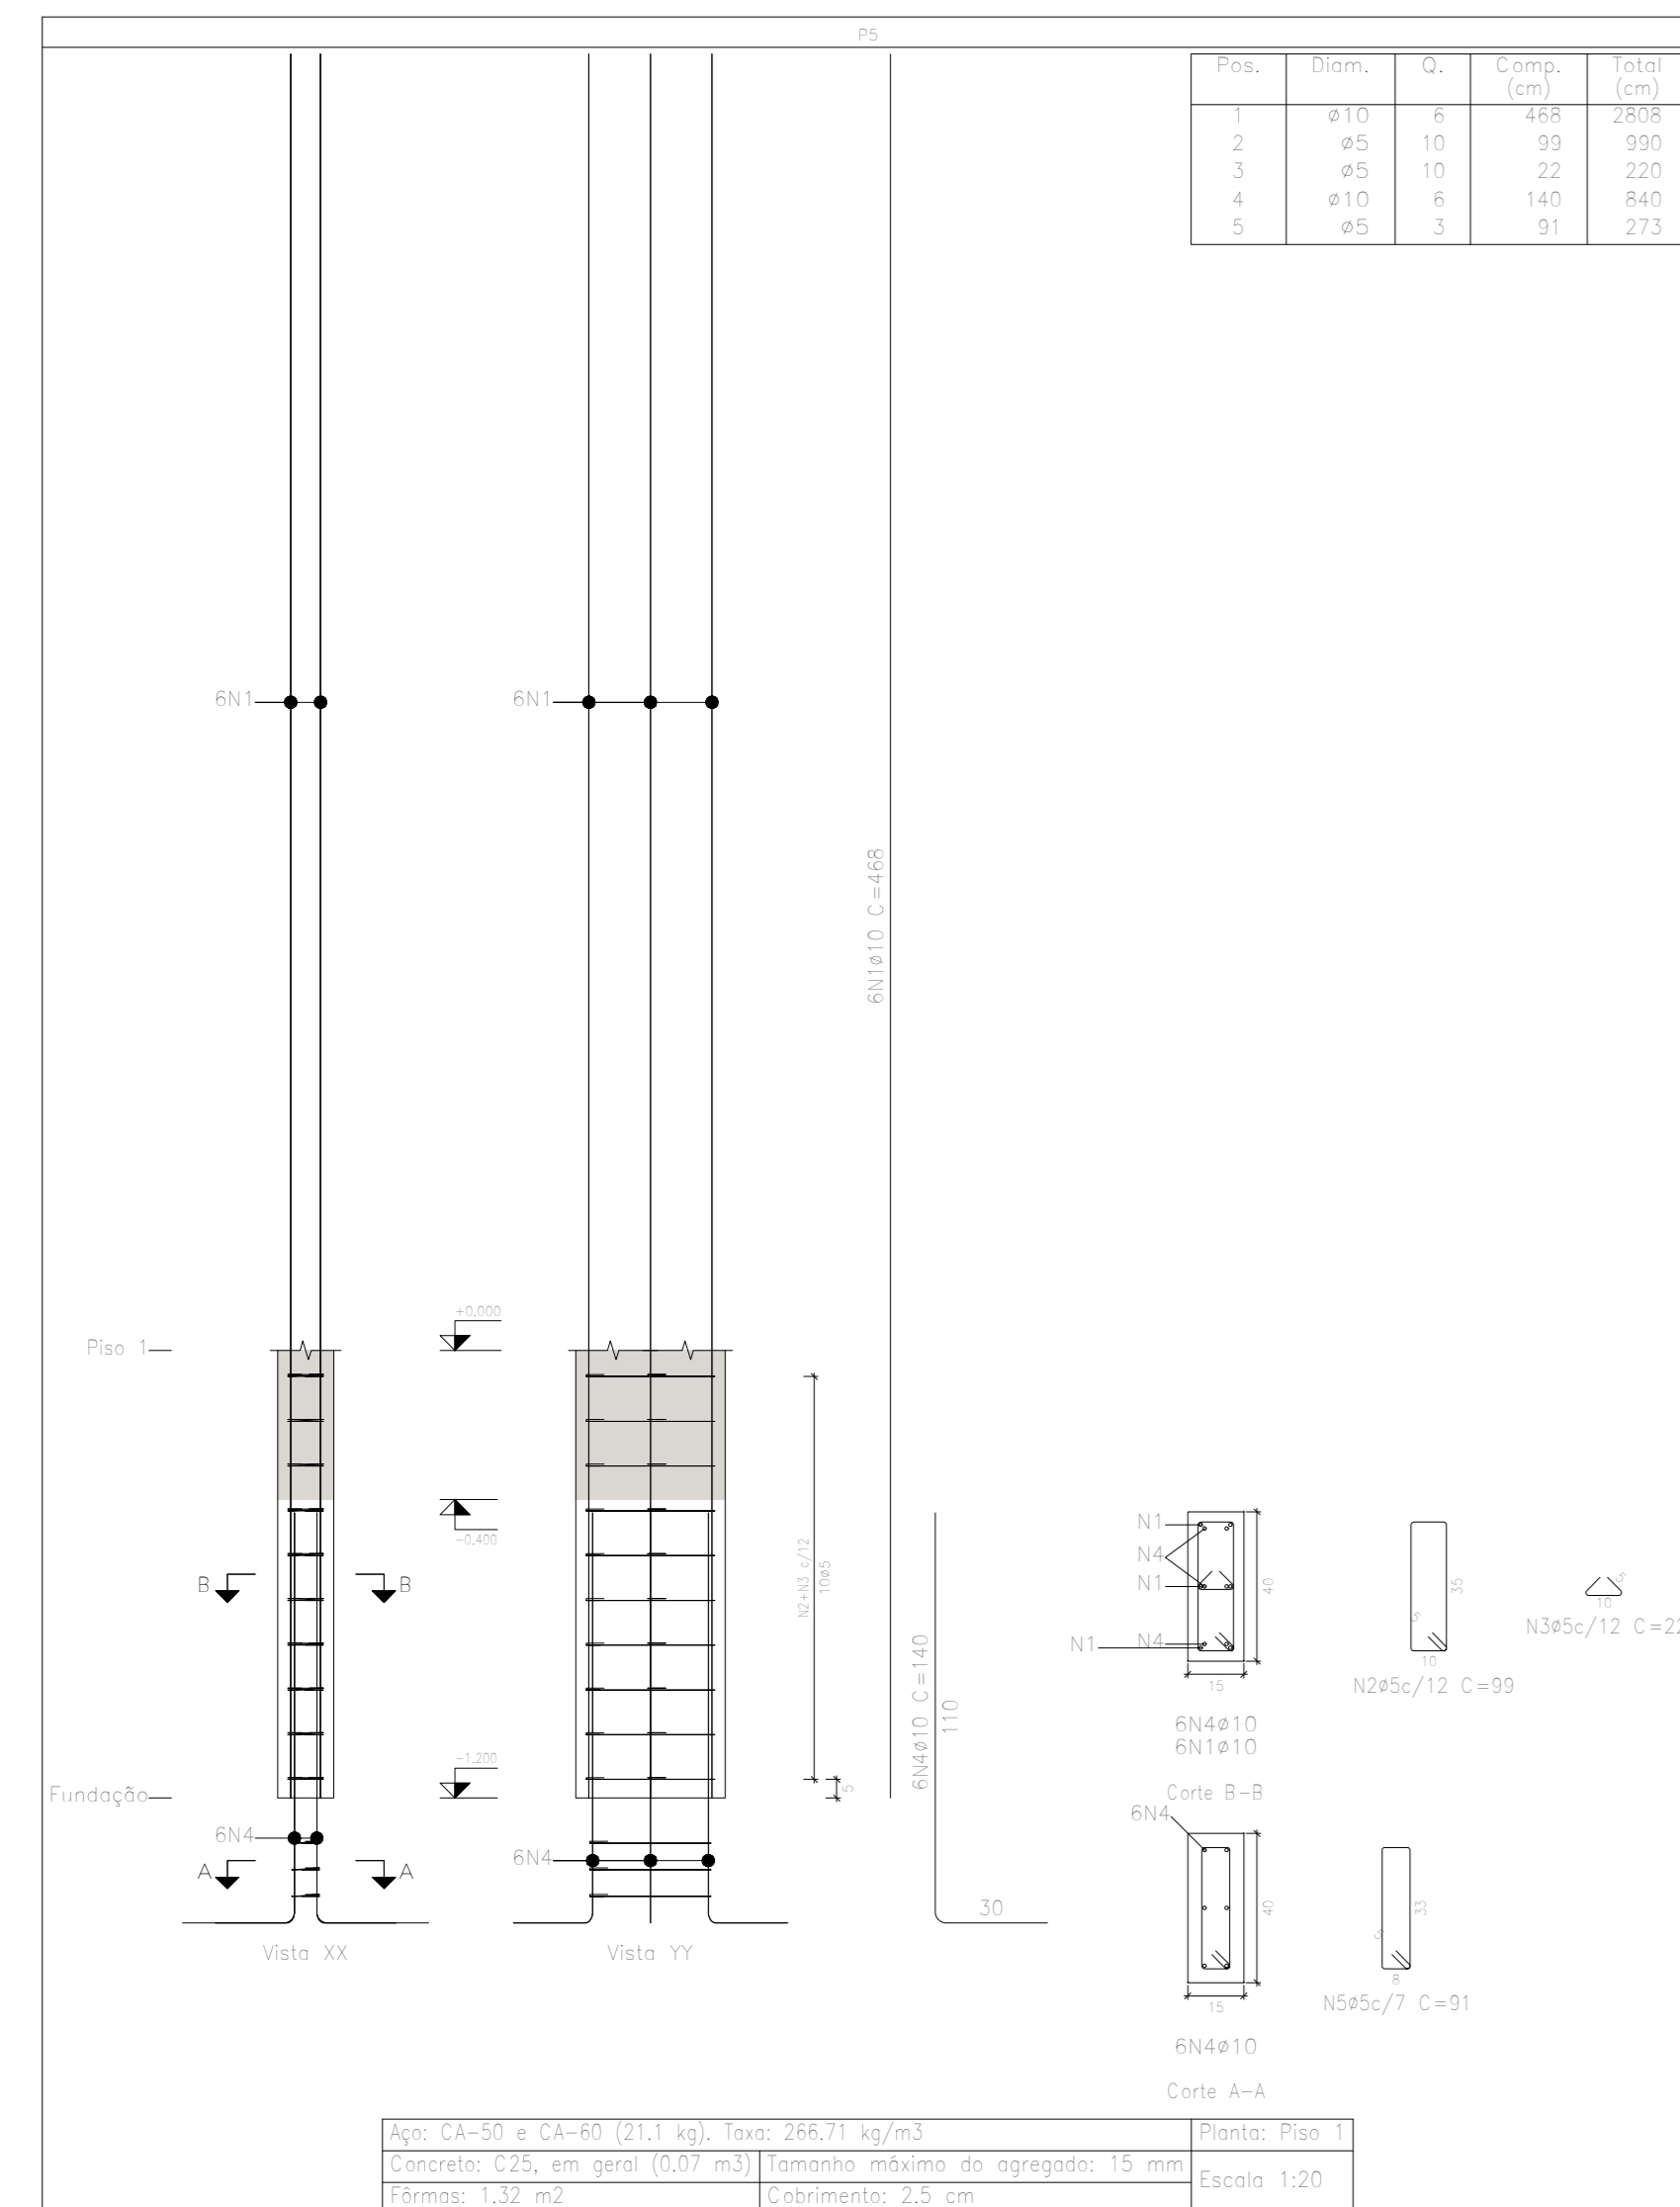 P5
Pos. Diam. Q. Comp. (cm) Total (cm)
1 ø10 6 468 2808
2 ø5 10 99 990
3 ø5 10 22 220
4 ø10 6 140 840
5 ø5 3 91 273
6N1
6N1
6N1ø10 C=468
Piso 1
+0.000
-0.400
B
B
N2+N3 c/12
10ø5
-1.200
5
Fundação
6N4
6N4
A
A
6N4ø10 C=140
110
30
Vista XX
Vista YY
N1
N4
N1
N1
N4
40
15
6N4ø10
6N1ø10
Corte B-B
35
5
10
N2ø5c/12 C=99
5
10
N3ø5c/12 C=22
6N4
40
15
6N4ø10
Corte A-A
33
5
8
N5ø5c/7 C=91
Aço: CA-50 e CA-60 (21.1 kg). Taxa: 266.71 kg/m3
Planta: Piso 1
Concreto: C25, em geral (0.07 m3)
Tamanho máximo do agregado: 15 mm
Escala 1:20
Fôrmas: 1.32 m2
Cobrimento: 2.5 cm